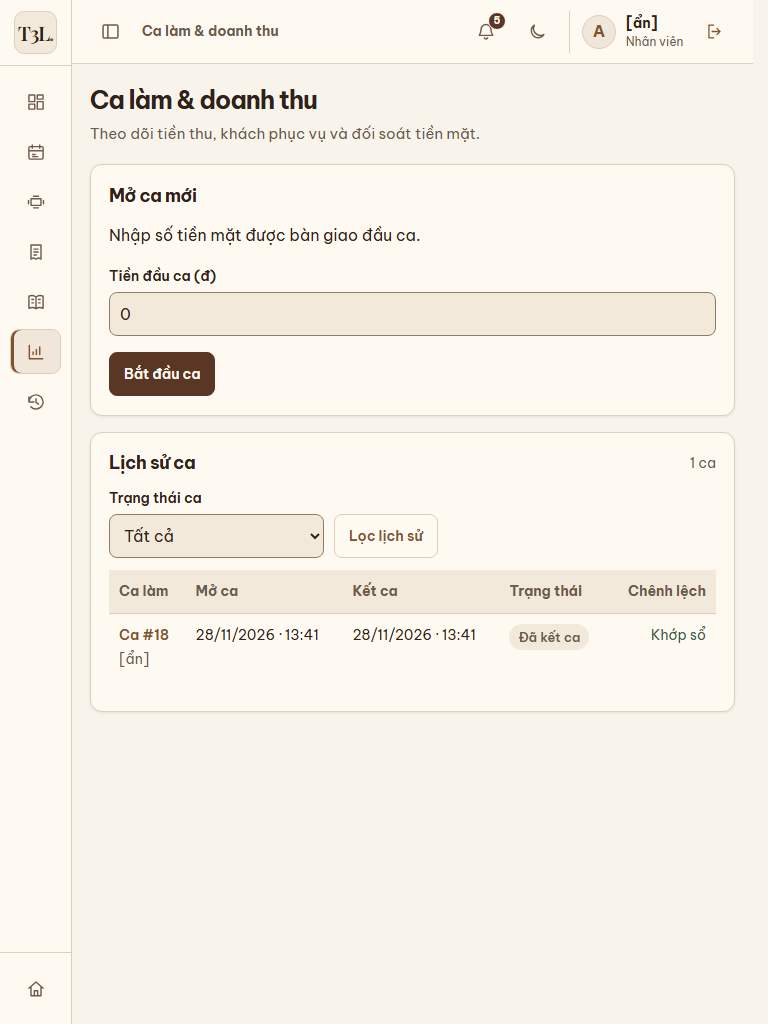 T3L.
Ca làm & doanh thu
5
A
[ẩn]
Nhân viên
Ca làm & doanh thu
Theo dõi tiền thu, khách phục vụ và đối soát tiền mặt.
Mở ca mới
Nhập số tiền mặt được bàn giao đầu ca.
Tiền đầu ca (đ)
0
Bắt đầu ca
Lịch sử ca
1 ca
Trạng thái ca
Tất cả
Lọc lịch sử
Ca làm Mở ca Kết ca Trạng thái Chênh lệch
Ca #18 28/11/2026 · 13:41 28/11/2026 · 13:41 Đã kết ca Khớp sổ
[ẩn]